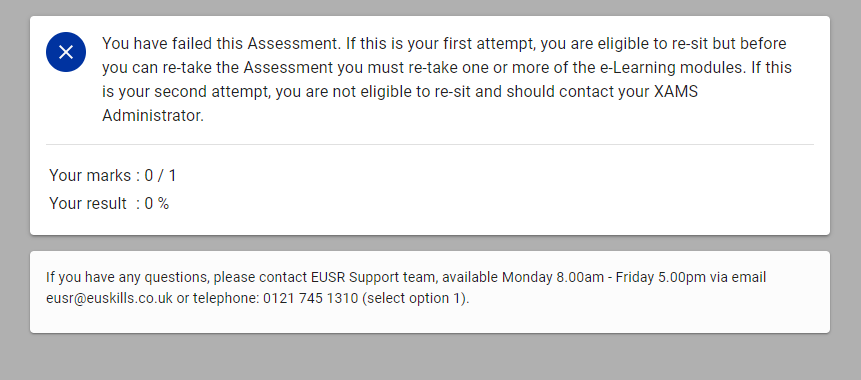 You have failed this Assessment. If this is your first attempt, you are eligible to re-sit but before
you can re-take the Assessment you must re-take one or more of the e-Learning modules. If this
is your second attempt, you are not eligible to re-sit and should contact your XAMS
Administrator.
Your marks : 0 / 1
Your result : 0 %
If you have any questions, please contact EUSR Support team, available Monday 8.00am - Friday 5.00pm via email
eusr@euskills.co.uk or telephone: 0121 745 1310 (select option 1).